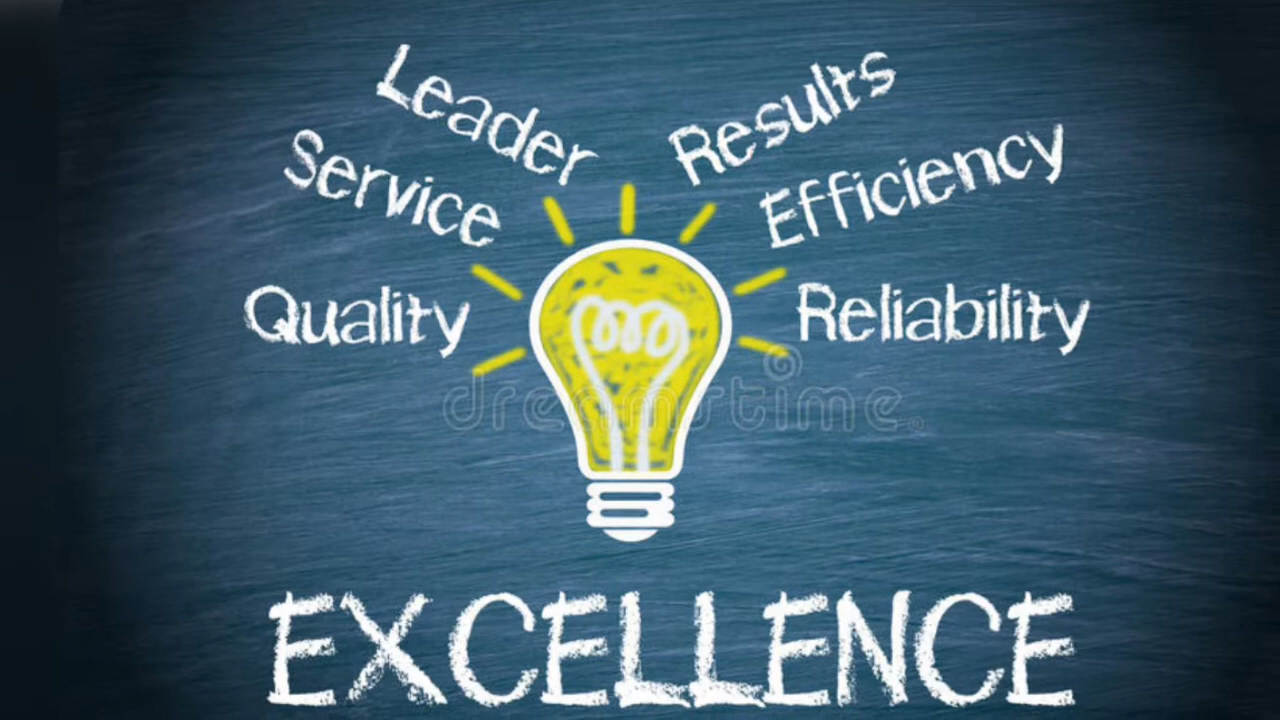 Leader
Results
Service
Efficiency
Quality
Reliability
dreamstime.
EXCELLENCE